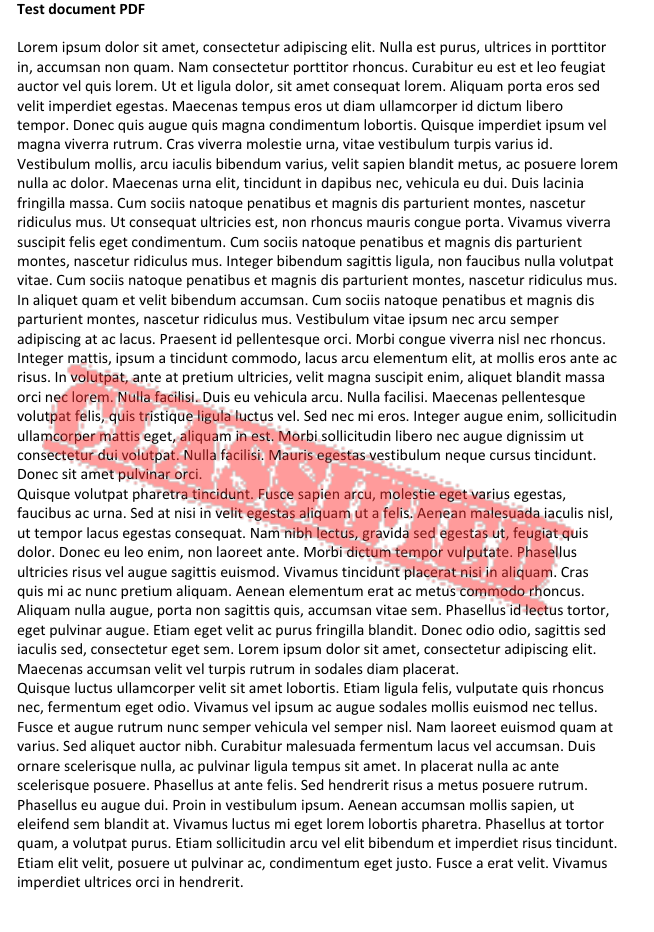 Test document PDF
Lorem ipsum dolor sit amet, consectetur adipiscing elit. Nulla est purus, ultrices in porttitor
in, accumsan non quam. Nam consectetur porttitor rhoncus. Curabitur eu est et leo feugiat
auctor vel quis lorem. Ut et ligula dolor, sit amet consequat lorem. Aliquam porta eros sed
velit imperdiet egestas. Maecenas tempus eros ut diam ullamcorper id dictum libero
tempor. Donec quis augue quis magna condimentum lobortis. Quisque imperdiet ipsum vel
magna viverra rutrum. Cras viverra molestie urna, vitae vestibulum turpis varius id.
Vestibulum mollis, arcu iaculis bibendum varius, velit sapien blandit metus, ac posuere lorem
nulla ac dolor. Maecenas urna elit, tincidunt in dapibus nec, vehicula eu dui. Duis lacinia
fringilla massa. Cum sociis natoque penatibus et magnis dis parturient montes, nascetur
ridiculus mus. Ut consequat ultricies est, non rhoncus mauris congue porta. Vivamus viverra
suscipit felis eget condimentum. Cum sociis natoque penatibus et magnis dis parturient
montes, nascetur ridiculus mus. Integer bibendum sagittis ligula, non faucibus nulla volutpat
vitae. Cum sociis natoque penatibus et magnis dis parturient montes, nascetur ridiculus mus.
In aliquet quam et velit bibendum accumsan. Cum sociis natoque penatibus et magnis dis
parturient montes, nascetur ridiculus mus. Vestibulum vitae ipsum nec arcu semper
adipiscing at ac lacus. Praesent id pellentesque orci. Morbi congue viverra nisl nec rhoncus.
Integer mattis, ipsum a tincidunt commodo, lacus arcu elementum elit, at mollis eros ante ac
risus. In volutpat, ante at pretium ultricies, velit magna suscipit enim, aliquet blandit massa
orci nec lorem. Nulla facilisi. Duis eu vehicula arcu. Nulla facilisi. Maecenas pellentesque
volutpat felis, quis tristique ligula luctus vel. Sed nec mi eros. Integer augue enim, sollicitudin
ullamcorper mattis eget, aliquam in est. Morbi sollicitudin libero nec augue dignissim ut
consectetur dui volutpat. Nulla facilisi. Mauris egestas vestibulum neque cursus tincidunt.
Donec sit amet pulvinar orci.
Quisque volutpat pharetra tincidunt. Fusce sapien arcu, molestie eget varius egestas,
faucibus ac urna. Sed at nisi in velit egestas aliquam ut a felis. Aenean malesuada iaculis nisl,
ut tempor lacus egestas consequat. Nam nibh lectus, gravida sed egestas ut, feugiat quis
dolor. Donec eu leo enim, non laoreet ante. Morbi dictum tempor vulputate. Phasellus
ultricies risus vel augue sagittis euismod. Vivamus tincidunt placerat nisi in aliquam. Cras
quis mi ac nunc pretium aliquam. Aenean elementum erat ac metus commodo rhoncus.
Aliquam nulla augue, porta non sagittis quis, accumsan vitae sem. Phasellus id lectus tortor,
eget pulvinar augue. Etiam eget velit ac purus fringilla blandit. Donec odio odio, sagittis sed
iaculis sed, consectetur eget sem. Lorem ipsum dolor sit amet, consectetur adipiscing elit.
Maecenas accumsan velit vel turpis rutrum in sodales diam placerat.
Quisque luctus ullamcorper velit sit amet lobortis. Etiam ligula felis, vulputate quis rhoncus
nec, fermentum eget odio. Vivamus vel ipsum ac augue sodales mollis euismod nec tellus.
Fusce et augue rutrum nunc semper vehicula vel semper nisl. Nam laoreet euismod quam at
varius. Sed aliquet auctor nibh. Curabitur malesuada fermentum lacus vel accumsan. Duis
ornare scelerisque nulla, ac pulvinar ligula tempus sit amet. In placerat nulla ac ante
scelerisque posuere. Phasellus at ante felis. Sed hendrerit risus a metus posuere rutrum.
Phasellus eu augue dui. Proin in vestibulum ipsum. Aenean accumsan mollis sapien, ut
eleifend sem blandit at. Vivamus luctus mi eget lorem lobortis pharetra. Phasellus at tortor
quam, a volutpat purus. Etiam sollicitudin arcu vel elit bibendum et imperdiet risus tincidunt.
Etiam elit velit, posuere ut pulvinar ac, condimentum eget justo. Fusce a erat velit. Vivamus
imperdiet ultrices orci in hendrerit.
CLASSIFIED